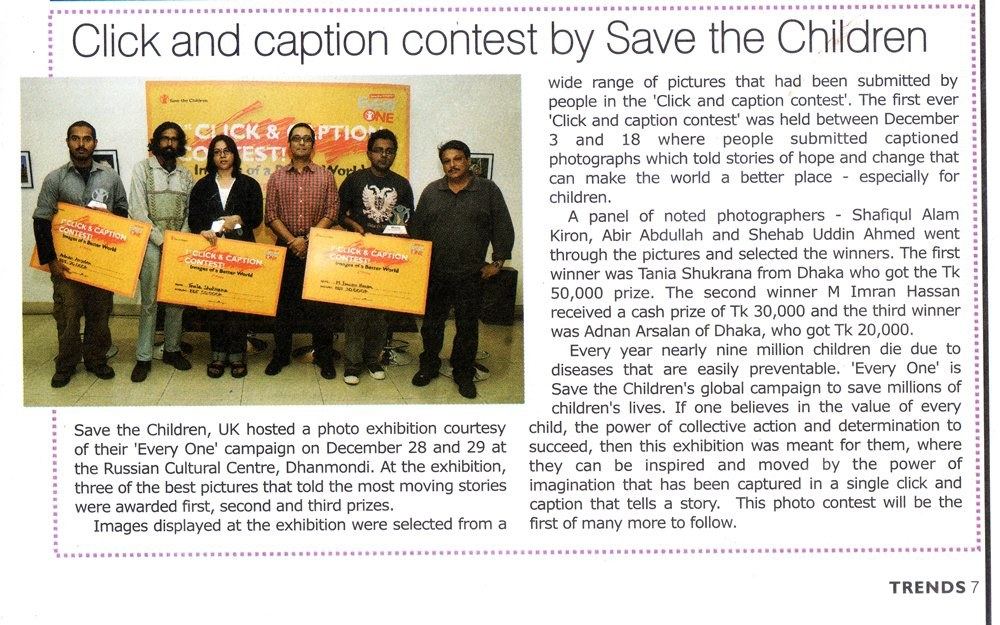 Click and caption contest by Save the Children
Save the Children
CLICK & CAPTION
CONTEST!
ONE
CLICK & CAPTION
CONTEST!
Images of a Better World
CLICK & CAPTION
CONTEST!
Images of a Better World
Tania Shukrana
CLICK & CAPTION
CONTEST!
Images of a Better World
M Imran Hasan
Save the Children, UK hosted a photo exhibition courtesy
of their 'Every One' campaign on December 28 and 29 at
the Russian Cultural Centre, Dhanmondi. At the exhibition,
three of the best pictures that told the most moving stories
were awarded first, second and third prizes.
Images displayed at the exhibition were selected from a
wide range of pictures that had been submitted by
people in the 'Click and caption contest'. The first ever
'Click and caption contest' was held between December
3 and 18 where people submitted captioned
photographs which told stories of hope and change that
can make the world a better place - especially for
children.
A panel of noted photographers - Shafiqul Alam
Kiron, Abir Abdullah and Shehab Uddin Ahmed went
through the pictures and selected the winners. The first
winner was Tania Shukrana from Dhaka who got the Tk
50,000 prize. The second winner M Imran Hassan
received a cash prize of Tk 30,000 and the third winner
was Adnan Arsalan of Dhaka, who got Tk 20,000.
Every year nearly nine million children die due to
diseases that are easily preventable. 'Every One' is
Save the Children's global campaign to save millions of
children's lives. If one believes in the value of every
child, the power of collective action and determination to
succeed, then this exhibition was meant for them, where
they can be inspired and moved by the power of
imagination that has been captured in a single click and
caption that tells a story. This photo contest will be the
first of many more to follow.
TRENDS 7